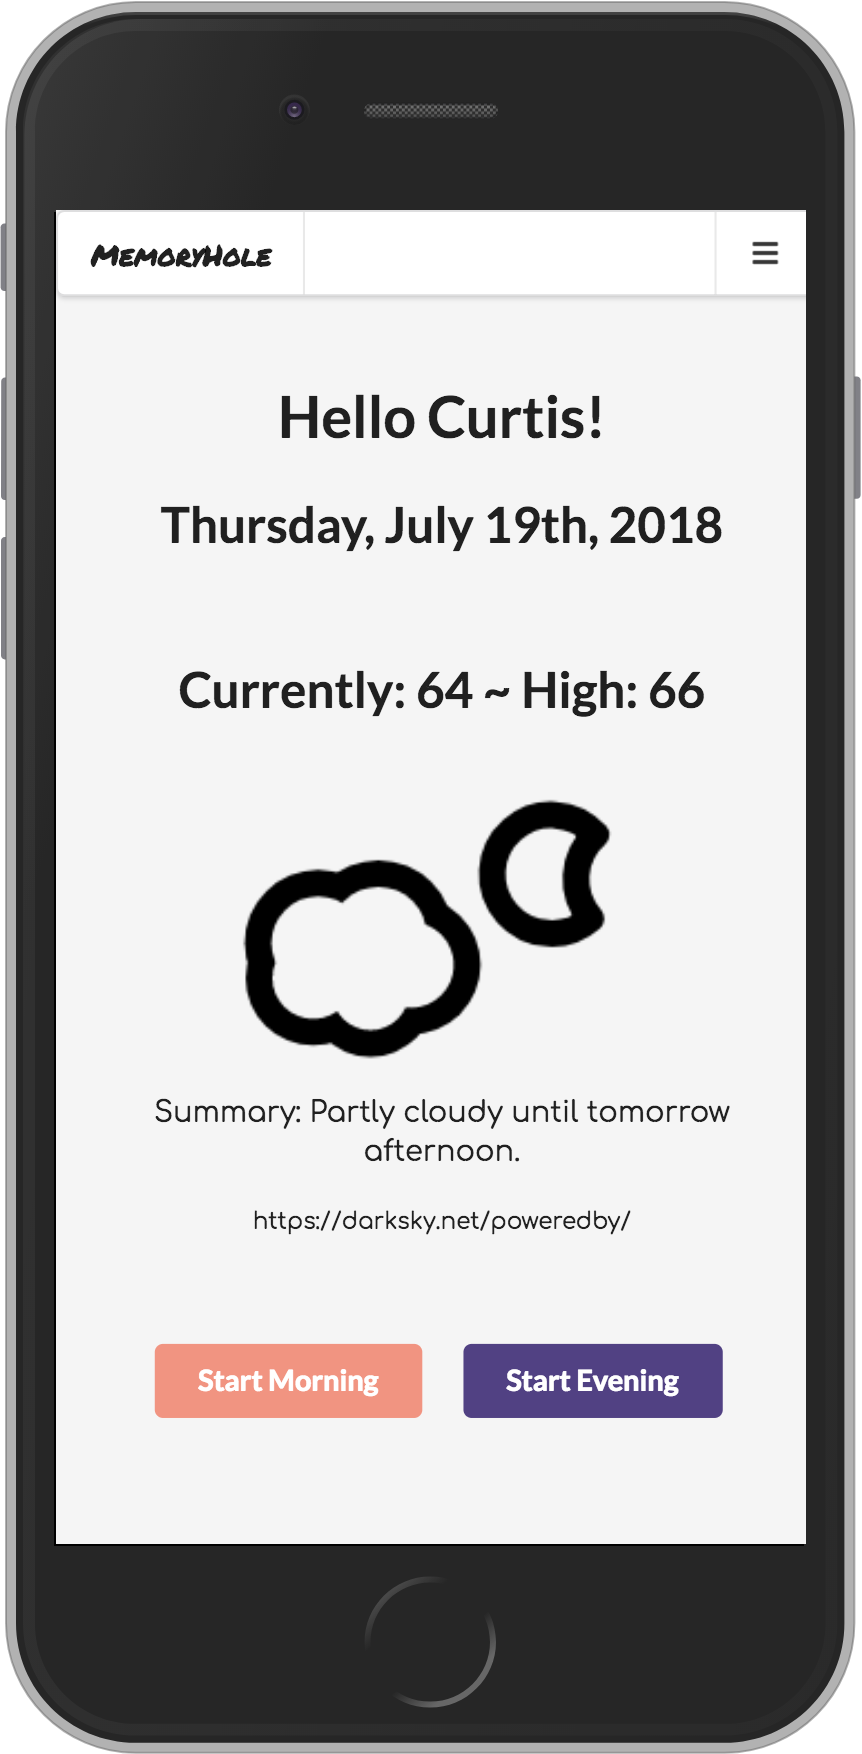 MemoryHole
Hello Curtis!
Thursday, July 19th, 2018
Currently: 64 ~ High: 66
Summary: Partly cloudy until tomorrow
afternoon.
https://darksky.net/poweredby/
Start Morning
Start Evening